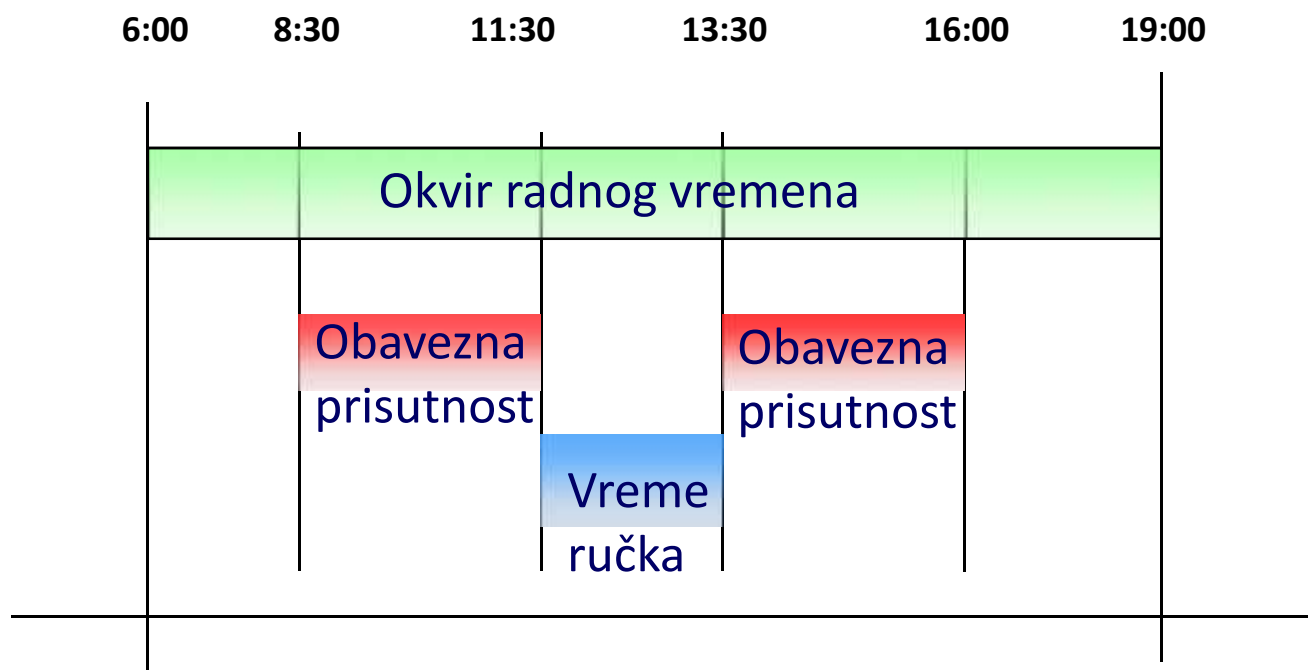 6:00 8:30 11:30 13:30 16:00 19:00
Okvir radnog vremena
Obavezna
prisutnost
Obavezna
prisutnost
Vreme
ručka